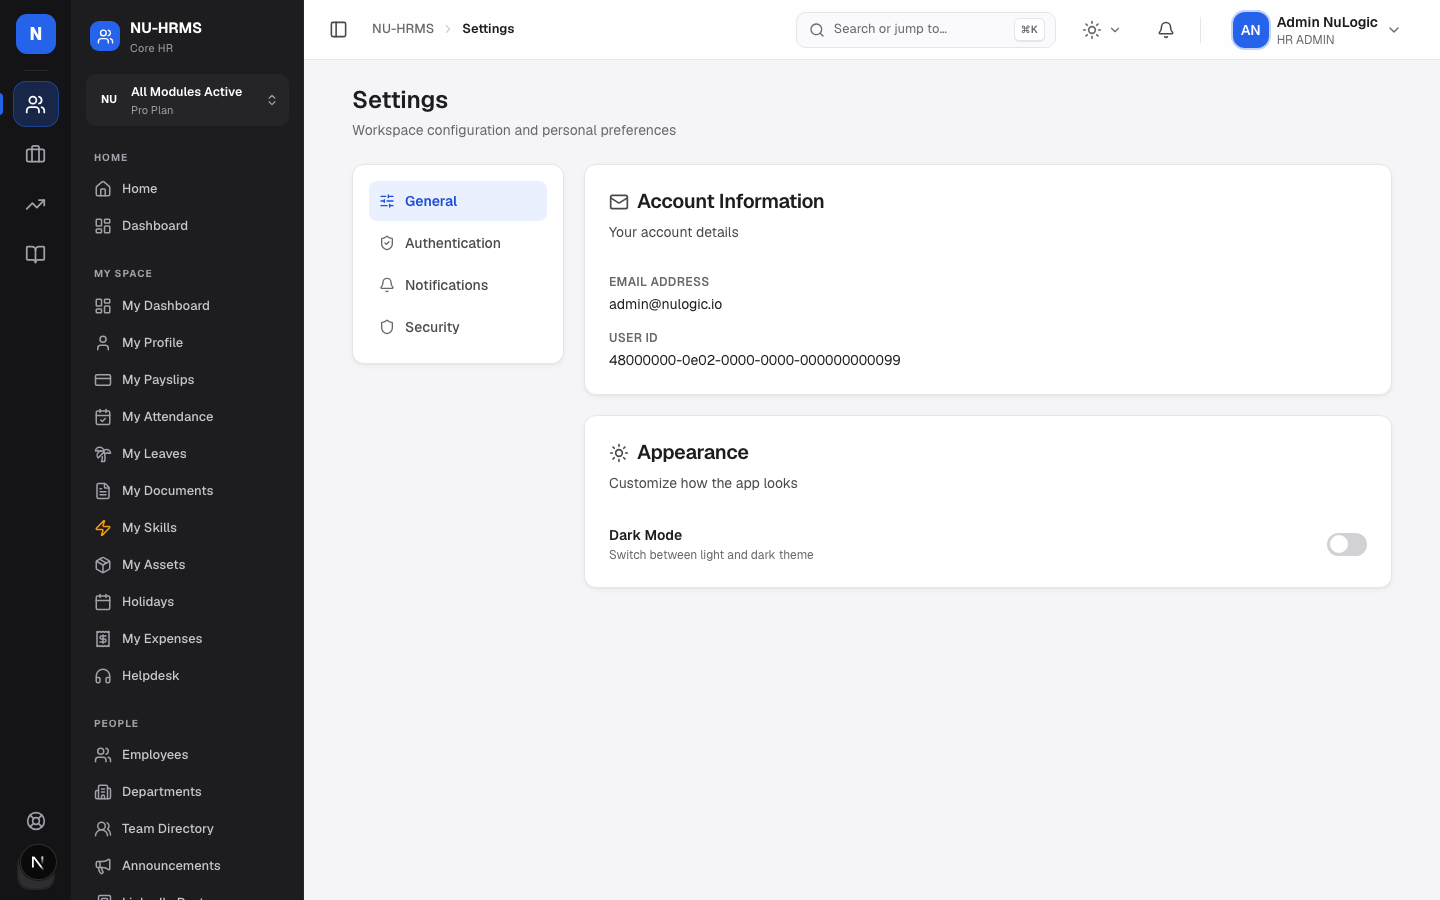 N
NU-HRMS
Core HR
NU
All Modules Active
Pro Plan
HOME
Home
Dashboard
MY SPACE
My Dashboard
My Profile
My Payslips
My Attendance
My Leaves
My Documents
My Skills
My Assets
Holidays
My Expenses
Helpdesk
PEOPLE
Employees
Departments
Team Directory
Announcements
N
NU-HRMS
Settings
Search or jump to...
⌘K
AN
Admin NuLogic
HR ADMIN
Settings
Workspace configuration and personal preferences
General
Authentication
Notifications
Security
Account Information
Your account details
EMAIL ADDRESS
admin@nulogic.io
USER ID
48000000-0e02-0000-0000-000000000099
Appearance
Customize how the app looks
Dark Mode
Switch between light and dark theme